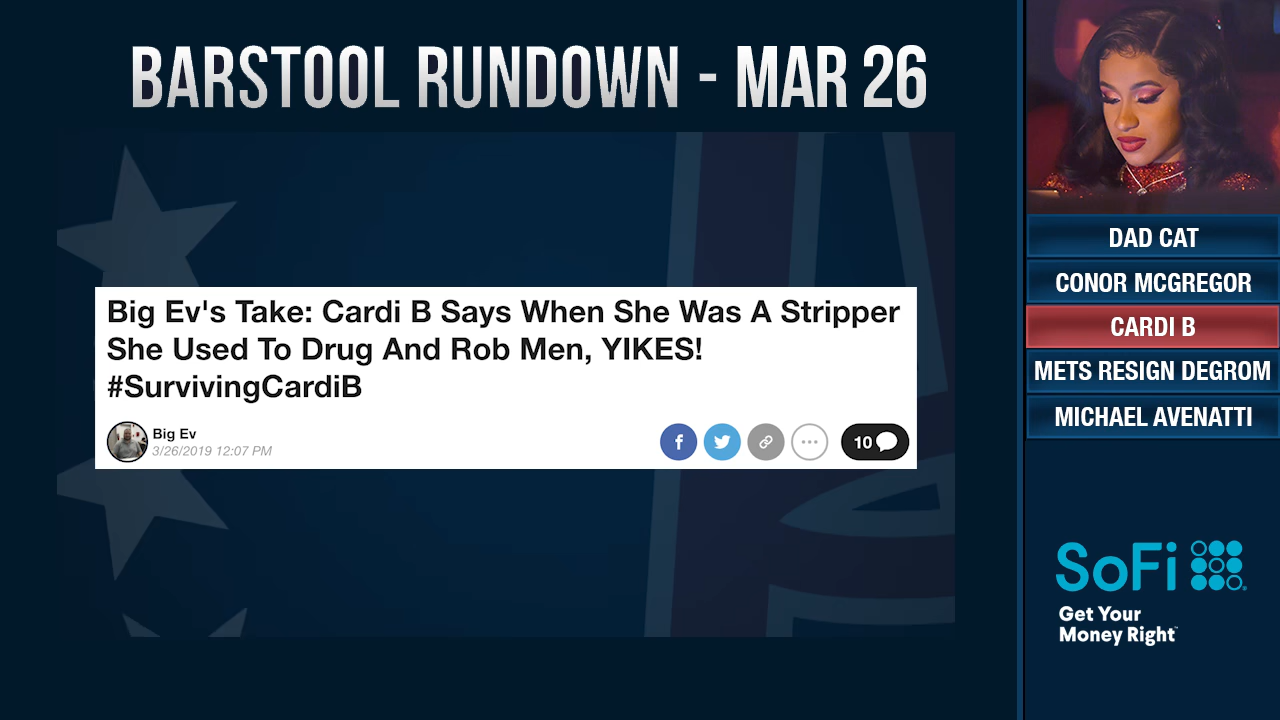 BARSTOOL RUNDOWN - MAR 26
Big Ev's Take: Cardi B Says When She Was A Stripper
She Used To Drug And Rob Men, YIKES!
#SurvivingCardiB
Big Ev
3/26/2019 12:07 PM
f
10
DAD CAT
CONOR MCGREGOR
CARDI B
METS RESIGN DEGROM
MICHAEL AVENATTI
SoFi
Get Your
Money Right™